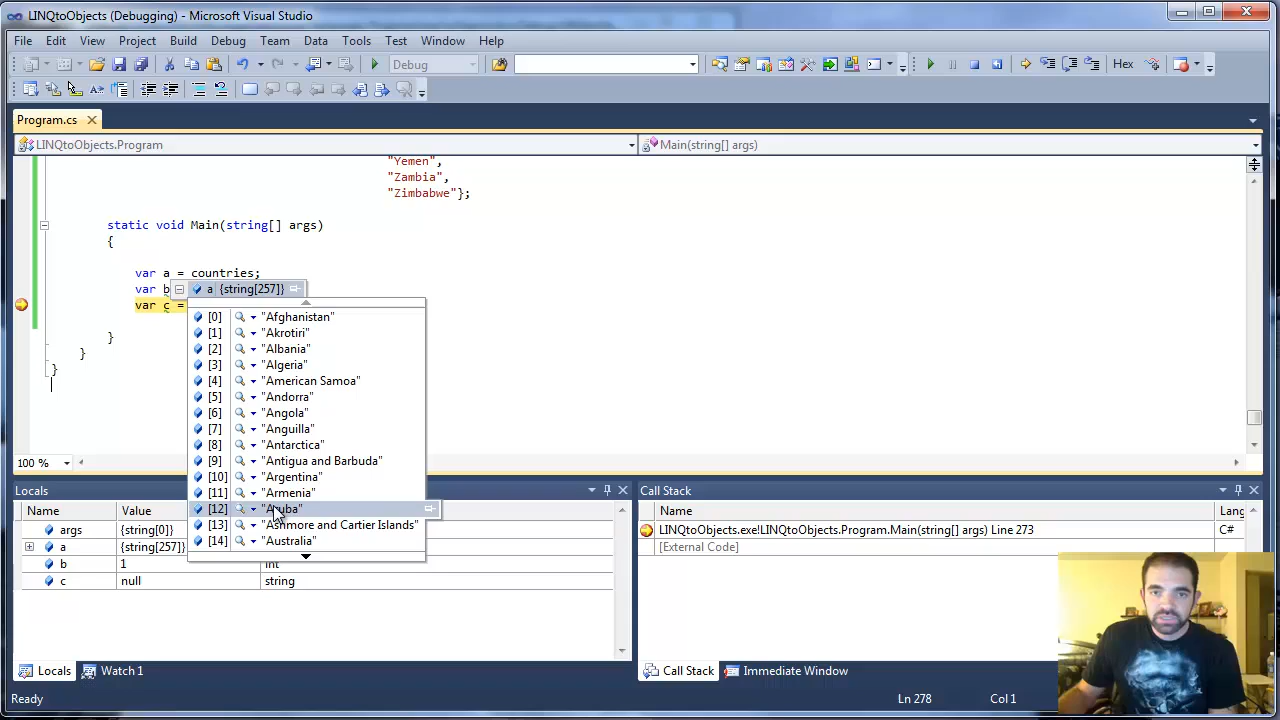 LINQtoObjects (Debugging) - Microsoft Visual Studio
File Edit View Project Build Debug Team Data Tools Test Window Help
Debug Hex
Program.cs
LINQtoObjects.Program Main(string[] args)
"Yemen",
"Zambia",
"Zimbabwe"};
static void Main(string[] args)
{
var a = countries;
var b a {string[257]}
var c =
[0] "Afghanistan"
[1] "Akrotiri"
[2] "Albania"
}
[3] "Algeria"
}
[4] "American Samoa"
}
[5] "Andorra"
[6] "Angola"
[7] "Anguilla"
[8] "Antarctica"
[9] "Antigua and Barbuda"
100 %
[10] "Argentina"
[11] "Armenia"
[12] "Aruba"
[13] "Ashmore and Cartier Islands"
[14] "Australia"
Locals
Name Value
args {string[0]}
a {string[257]}
b 1 int
c null string
Locals Watch 1
Call Stack
Name Lang
LINQtoObjects.exe!LINQtoObjects.Program.Main(string[] args) Line 273 C#
[External Code]
Call Stack Immediate Window
Ready Ln 278 Col 1